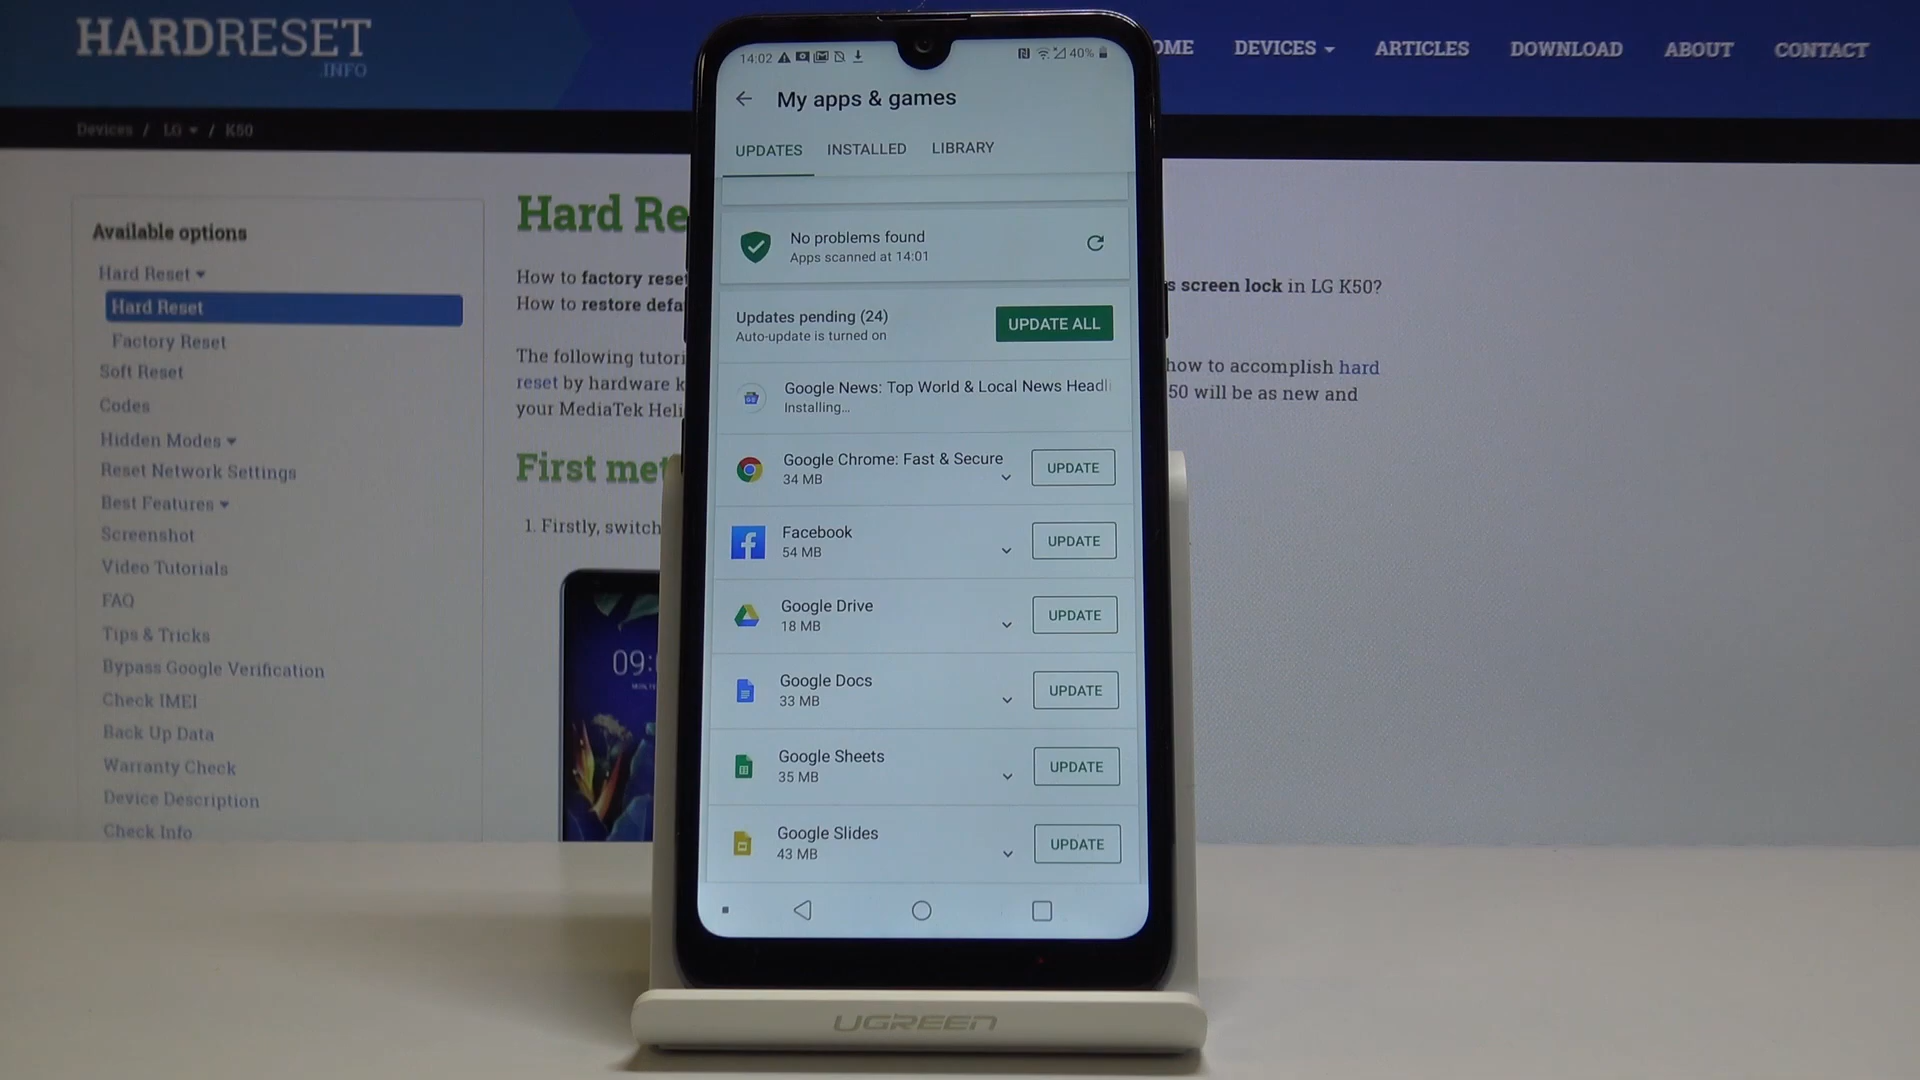 HARDRESET
.INFO
OME
DEVICES
ARTICLES
DOWNLOAD
ABOUT
CONTACT
Devices / LG / K50
Available options
Hard Reset
Hard Reset
Factory Reset
Soft Reset
Codes
Hidden Modes
Reset Network Settings
Best Features
Screenshot
Video Tutorials
FAQ
Tips & Tricks
Bypass Google Verification
Check IMEI
Back Up Data
Warranty Check
Device Description
Check Info
Hard Re
How to factory reset
How to restore defa
The following tutori
reset by hardware k
your MediaTek Heli
First met
1. Firstly, switch
09:
s screen lock in LG K50?
how to accomplish hard
50 will be as new and
14:02
40%
My apps & games
UPDATES INSTALLED LIBRARY
No problems found
Apps scanned at 14:01
Updates pending (24)
Auto-update is turned on
UPDATE ALL
Google News: Top World & Local News Headli
Installing...
Google Chrome: Fast & Secure
34 MB
UPDATE
Facebook
54 MB
UPDATE
Google Drive
18 MB
UPDATE
Google Docs
33 MB
UPDATE
Google Sheets
35 MB
UPDATE
Google Slides
43 MB
UPDATE
UGREEN